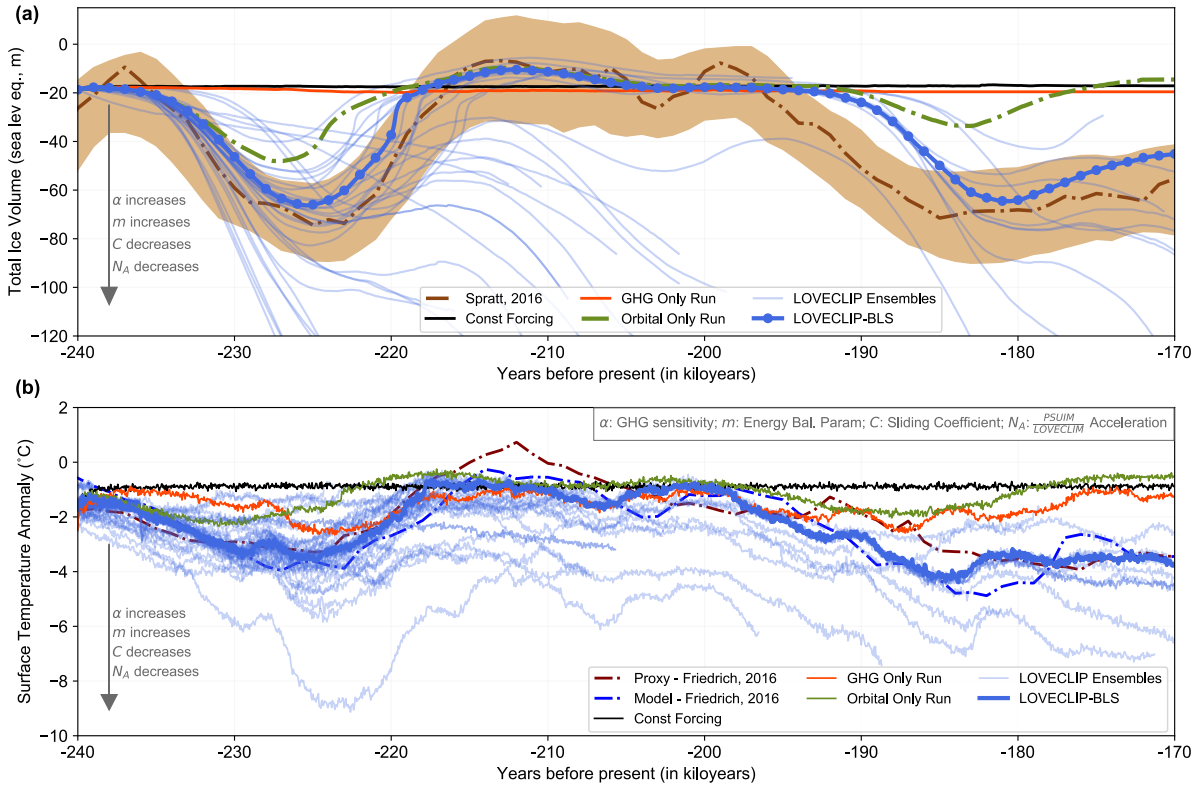 (a)
Total Ice Volume (sea lev eq., m)
0
−20
−40
−60
−80
−100
−120
α increases
m increases
C decreases
N_A decreases
Spratt, 2016
Const Forcing
GHG Only Run
Orbital Only Run
LOVECLIP Ensembles
LOVECLIP-BLS
-240 -230 -220 -210 -200 -190 -180 -170
Years before present (in kiloyears)
(b)
Surface Temperature Anomaly (°C)
2
0
−2
−4
−6
−8
−10
α: GHG sensitivity; m: Energy Bal. Param; C: Sliding Coefficient; N_A: PSUIM/LOVECLIM Acceleration
α increases
m increases
C decreases
N_A decreases
Proxy - Friedrich, 2016
Model - Friedrich, 2016
Const Forcing
GHG Only Run
Orbital Only Run
LOVECLIP Ensembles
LOVECLIP-BLS
-240 -230 -220 -210 -200 -190 -180 -170
Years before present (in kiloyears)